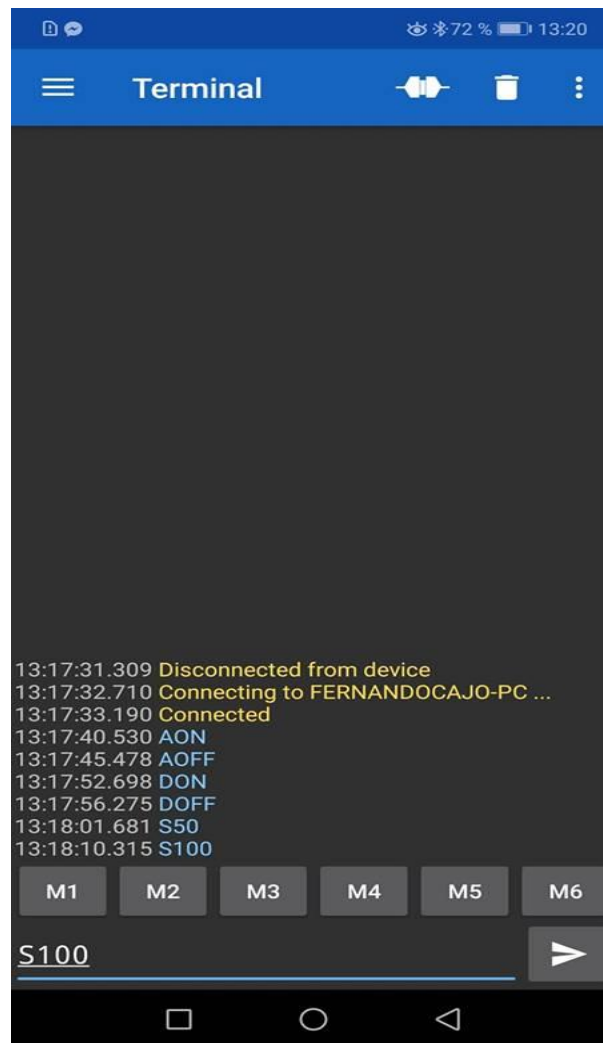 72 % 13:20
Terminal
13:17:31.309 Disconnected from device
13:17:32.710 Connecting to FERNANDOCAJO-PC ...
13:17:33.190 Connected
13:17:40.530 AON
13:17:45.478 AOFF
13:17:52.698 DON
13:17:56.275 DOFF
13:18:01.681 S50
13:18:10.315 S100
M1 M2 M3 M4 M5 M6
S100